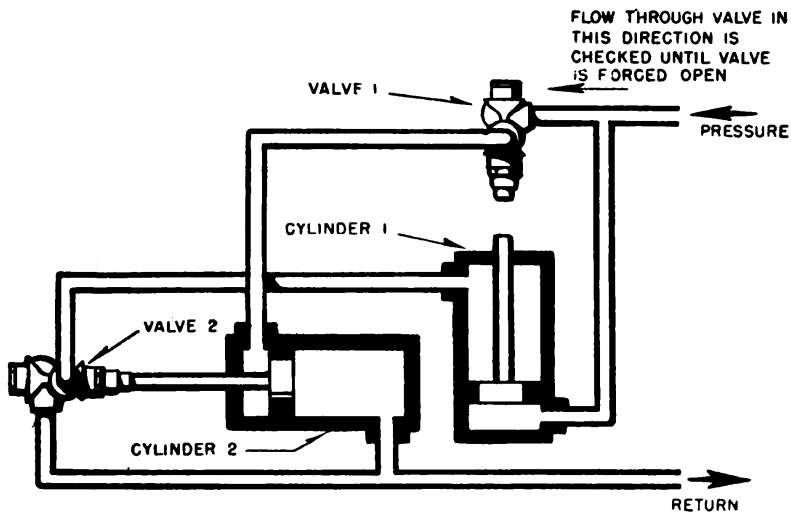 FLOW THROUGH VALVE IN
THIS DIRECTION IS
CHECKED UNTIL VALVE
IS FORCED OPEN
VALVE 1
PRESSURE
CYLINDER 1
VALVE 2
CYLINDER 2
RETURN